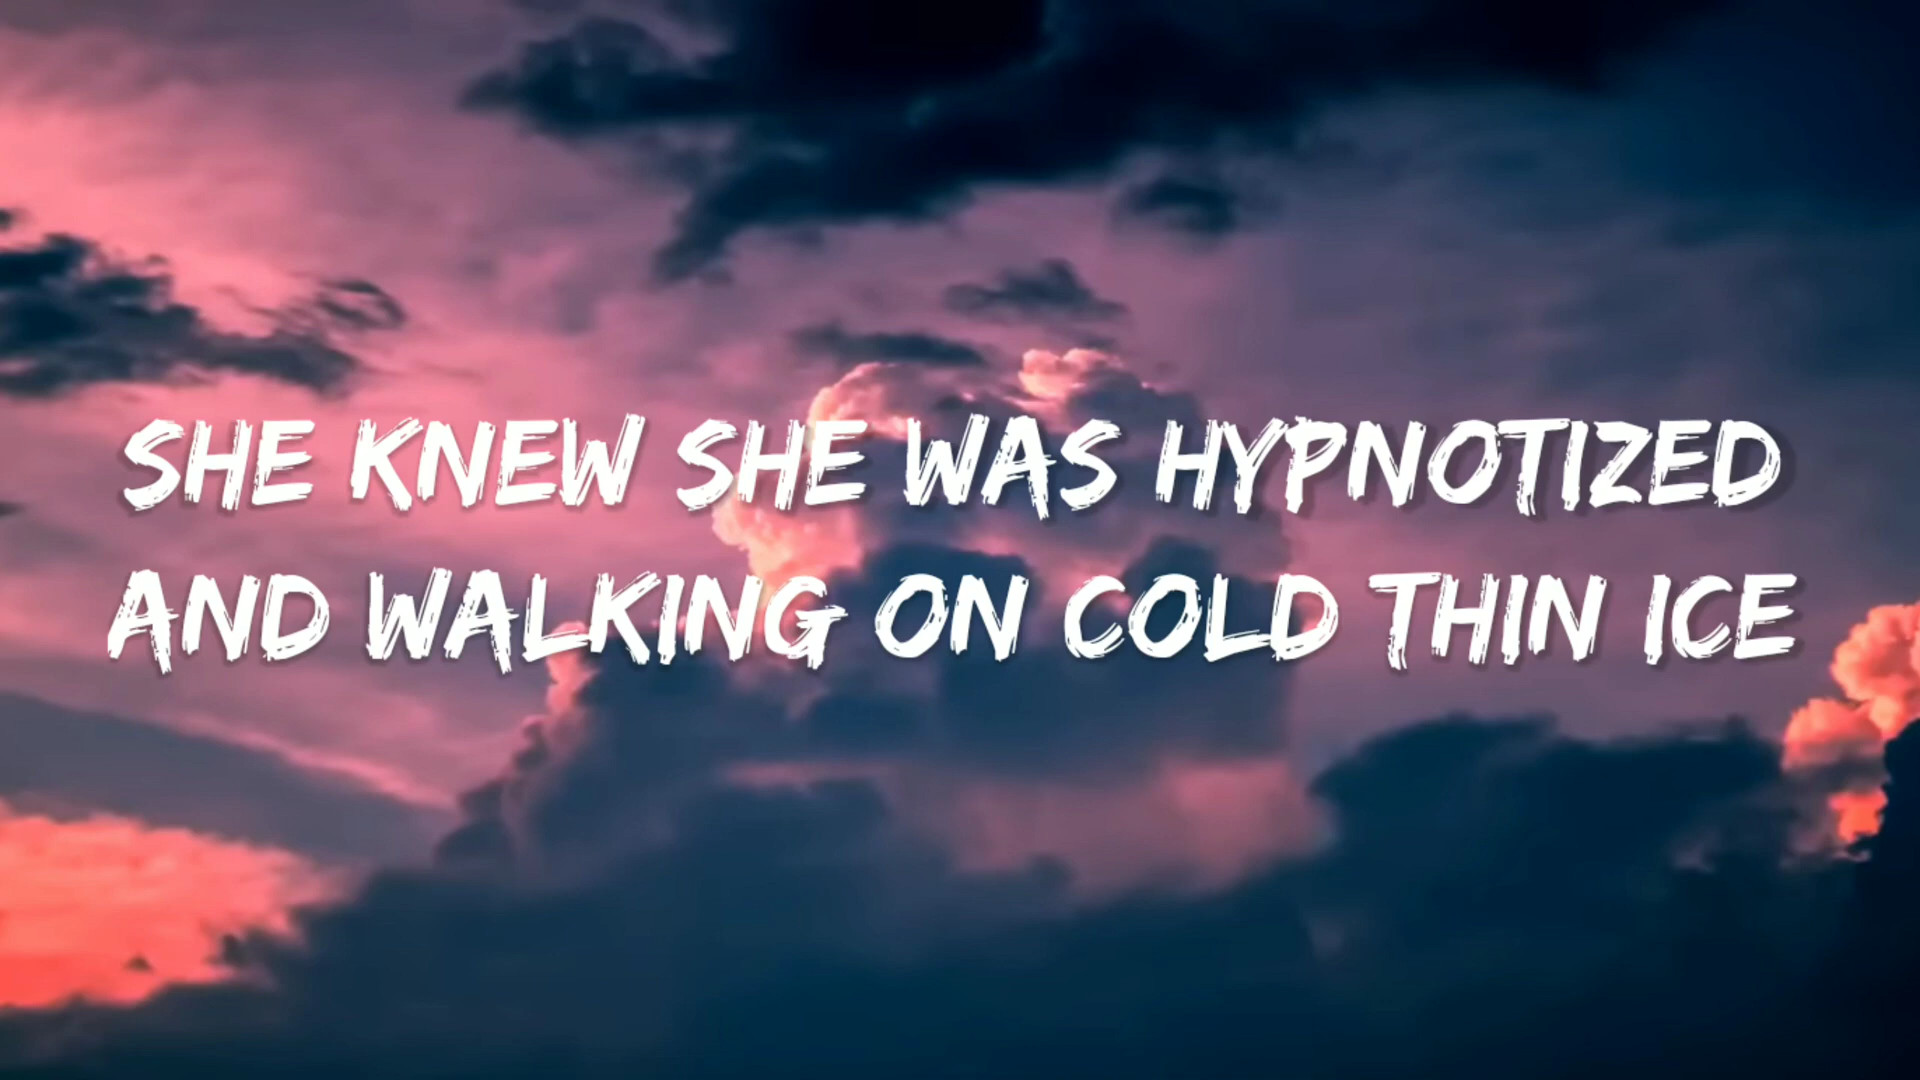 SHE KNEW SHE WAS HYPNOTIZED
AND WALKING ON COLD THIN ICE